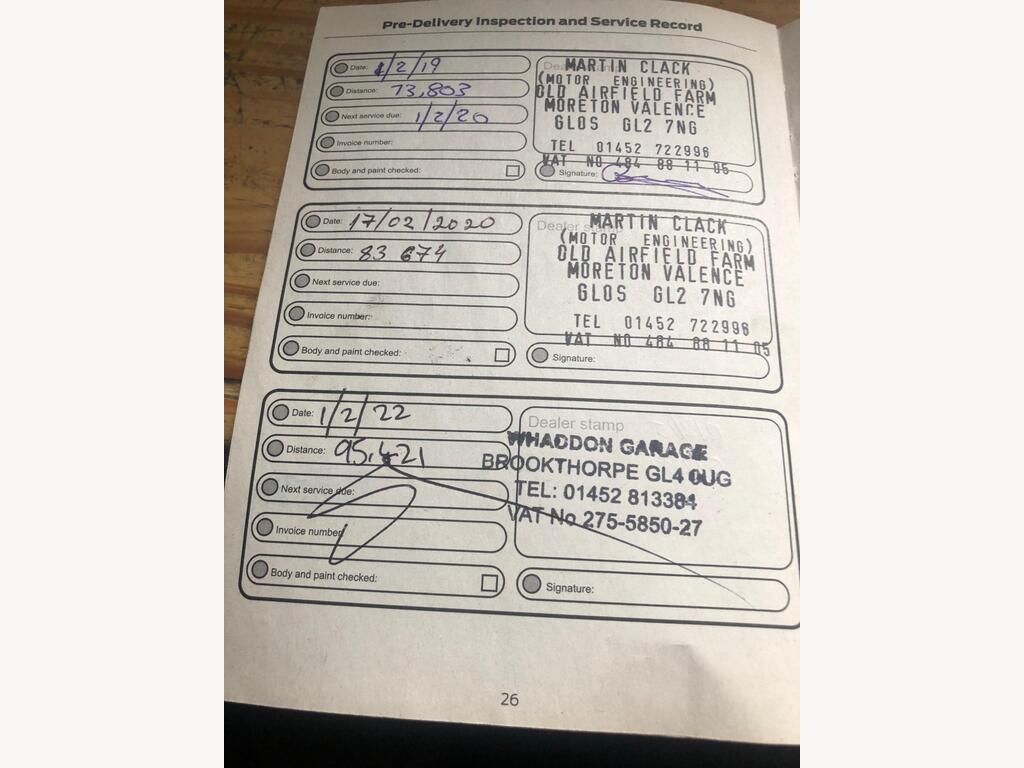 Pre-Delivery Inspection and Service Record
Date: 1/2/19
Distance: 73,803
Next service due: 1/2/20
Invoice number:
Body and paint checked:
MARTIN CLACK
(MOTOR ENGINEERING)
OLD AIRFIELD FARM
MORETON VALENCE
GLOS GL2 7NG
TEL 01452 722996
VAT NO 484 88 11 05
Signature:
Date: 17/02/2020
Distance: 83 674
Next service due:
Invoice number:
Body and paint checked:
Dealer stamp
MARTIN CLACK
(MOTOR ENGINEERING)
OLD AIRFIELD FARM
MORETON VALENCE
GLOS GL2 7NG
TEL 01452 722996
VAT NO 484 88 11 05
Signature:
Date: 1/2/22
Distance: 95,421
Next service due:
Invoice number:
Body and paint checked:
Dealer stamp
WHADDON GARAGE
BROOKTHORPE GL4 0UG
TEL: 01452 813384
VAT No 275-5850-27
Signature:
26